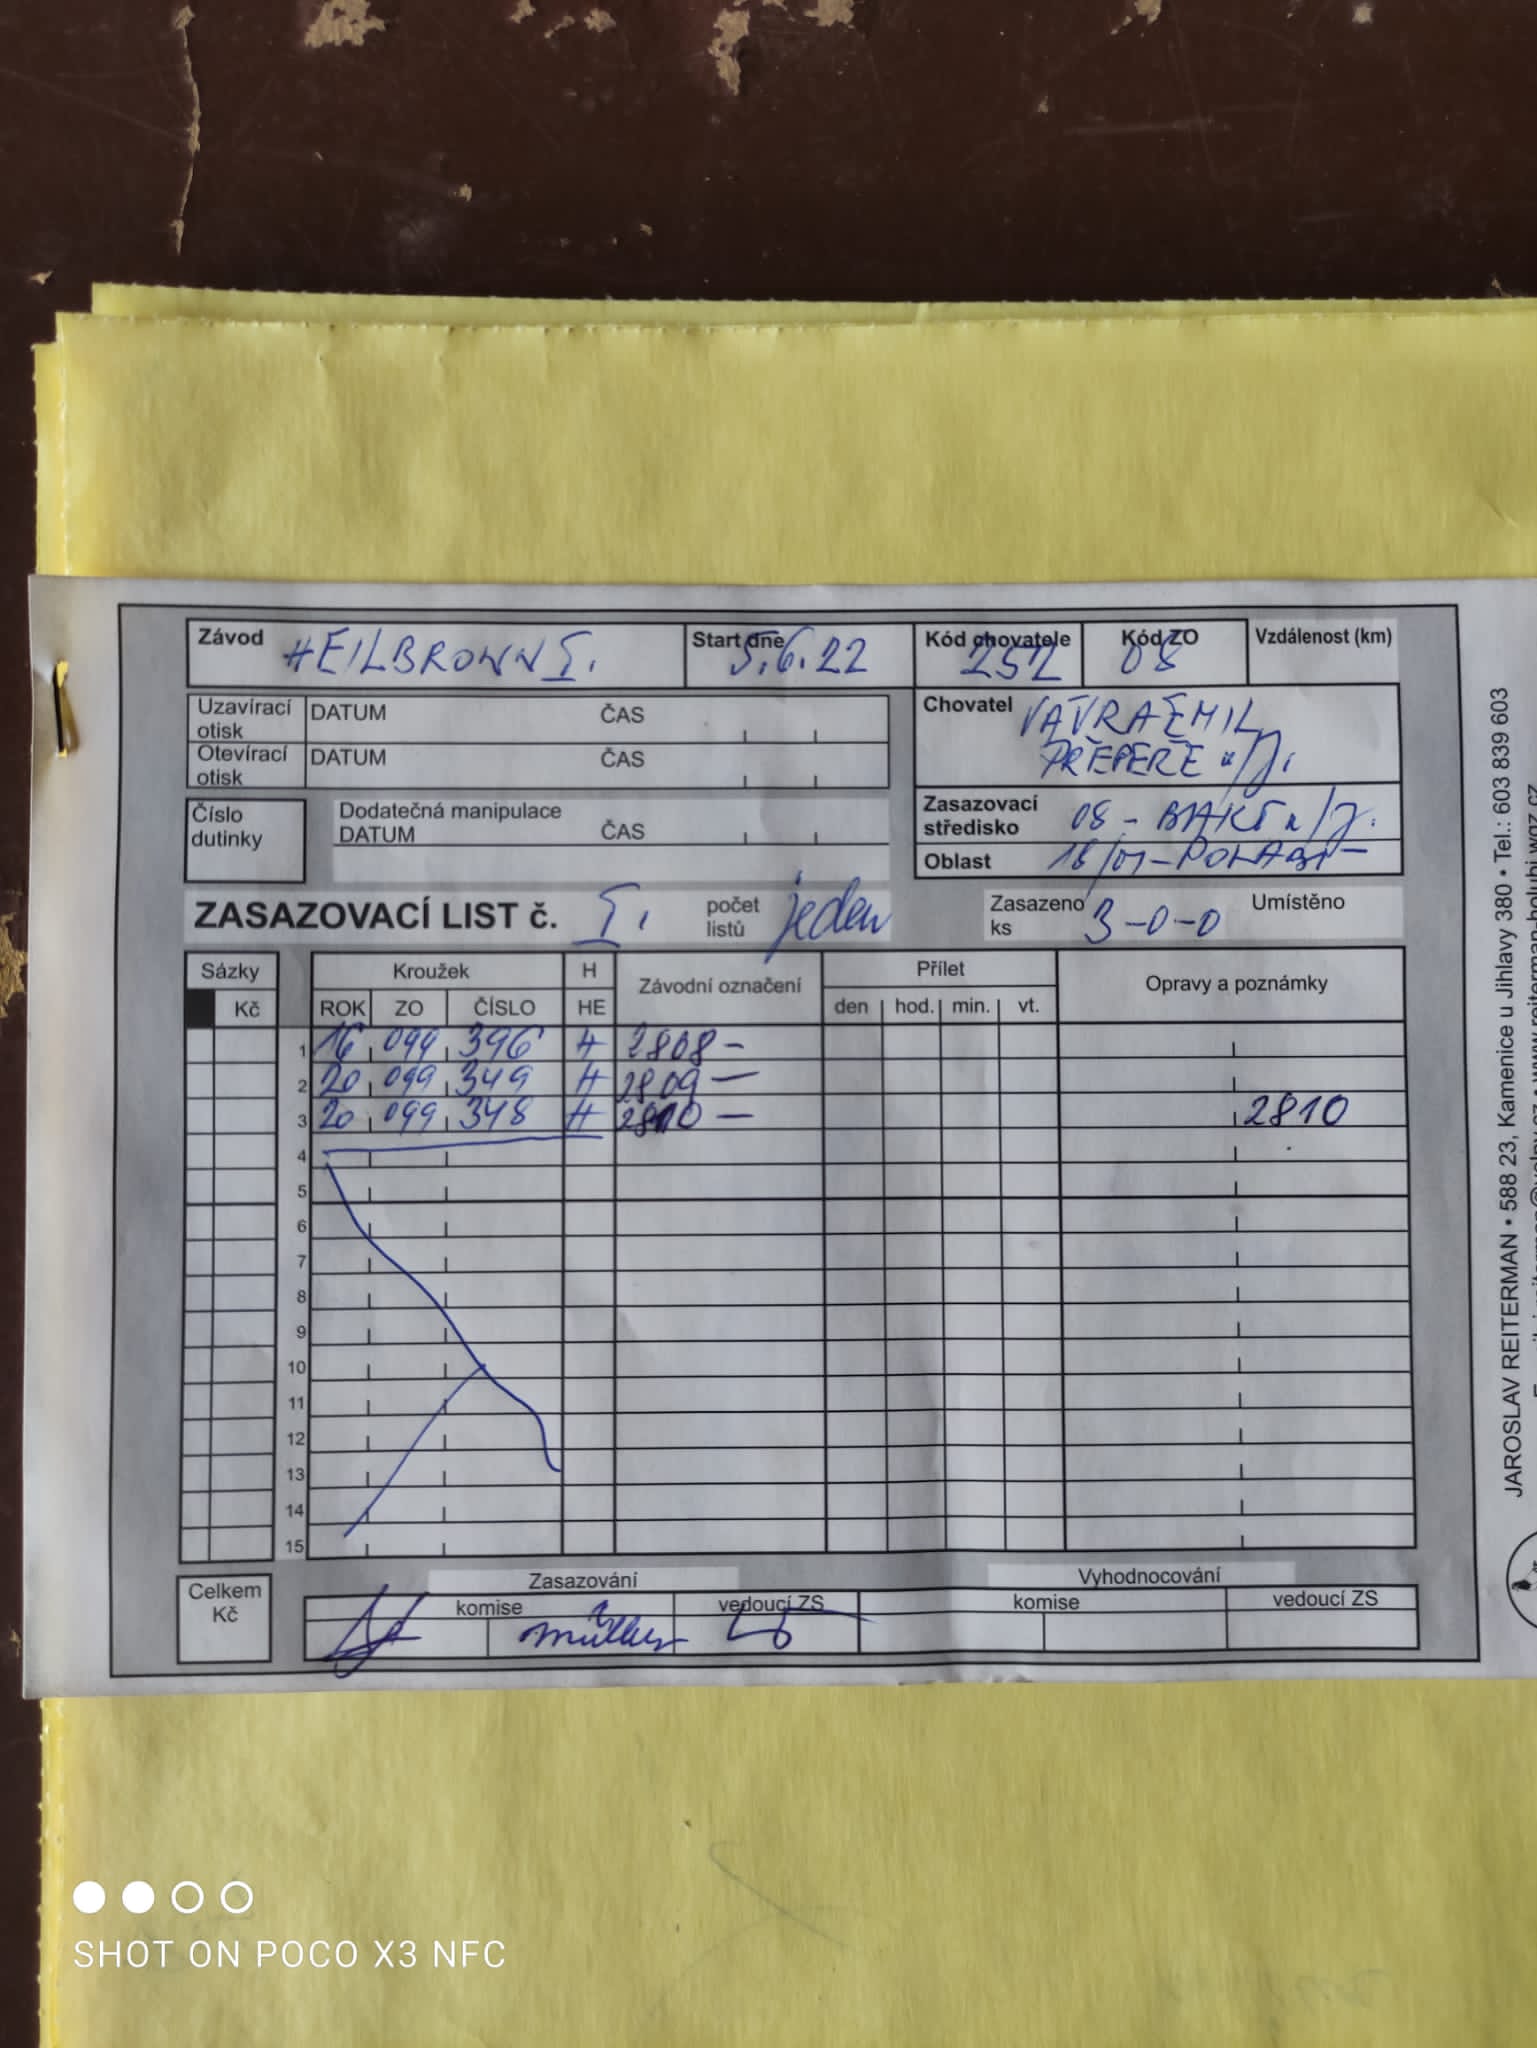 Závod HEILBRONN I. Start dne 5.6.22 Kód chovatele 252 Kód ZO 08 Vzdálenost (km)
Uzavírací otisk DATUM ČAS
Otevírací otisk DATUM ČAS
Chovatel VÁVRA EMIL
PŘEPEŘE n/J.
Číslo dutinky
Dodatečná manipulace
DATUM ČAS
Zasazovací středisko 08 -
Oblast
ZASAZOVACÍ LIST č. I. počet listů jeden Zasazeno ks 3-0-0 Umístěno
Sázky Kroužek H Závodní označení Přílet Opravy a poznámky
Kč ROK ZO ČÍSLO HE den hod. min. vt.
1 16 099 396 H 2808 –
2 20 099 349 H 2809 –
3 20 099 348 H 2810 – 2810
4
5
6
7
8
9
10
11
12
13
14
15
Celkem Kč
Zasazování Vyhodnocování
komise vedoucí ZS komise vedoucí ZS
Müller
JAROSLAV REITERMAN • 588 23, Kamenice u Jihlavy 380 • Tel.: 603 839 603
SHOT ON POCO X3 NFC